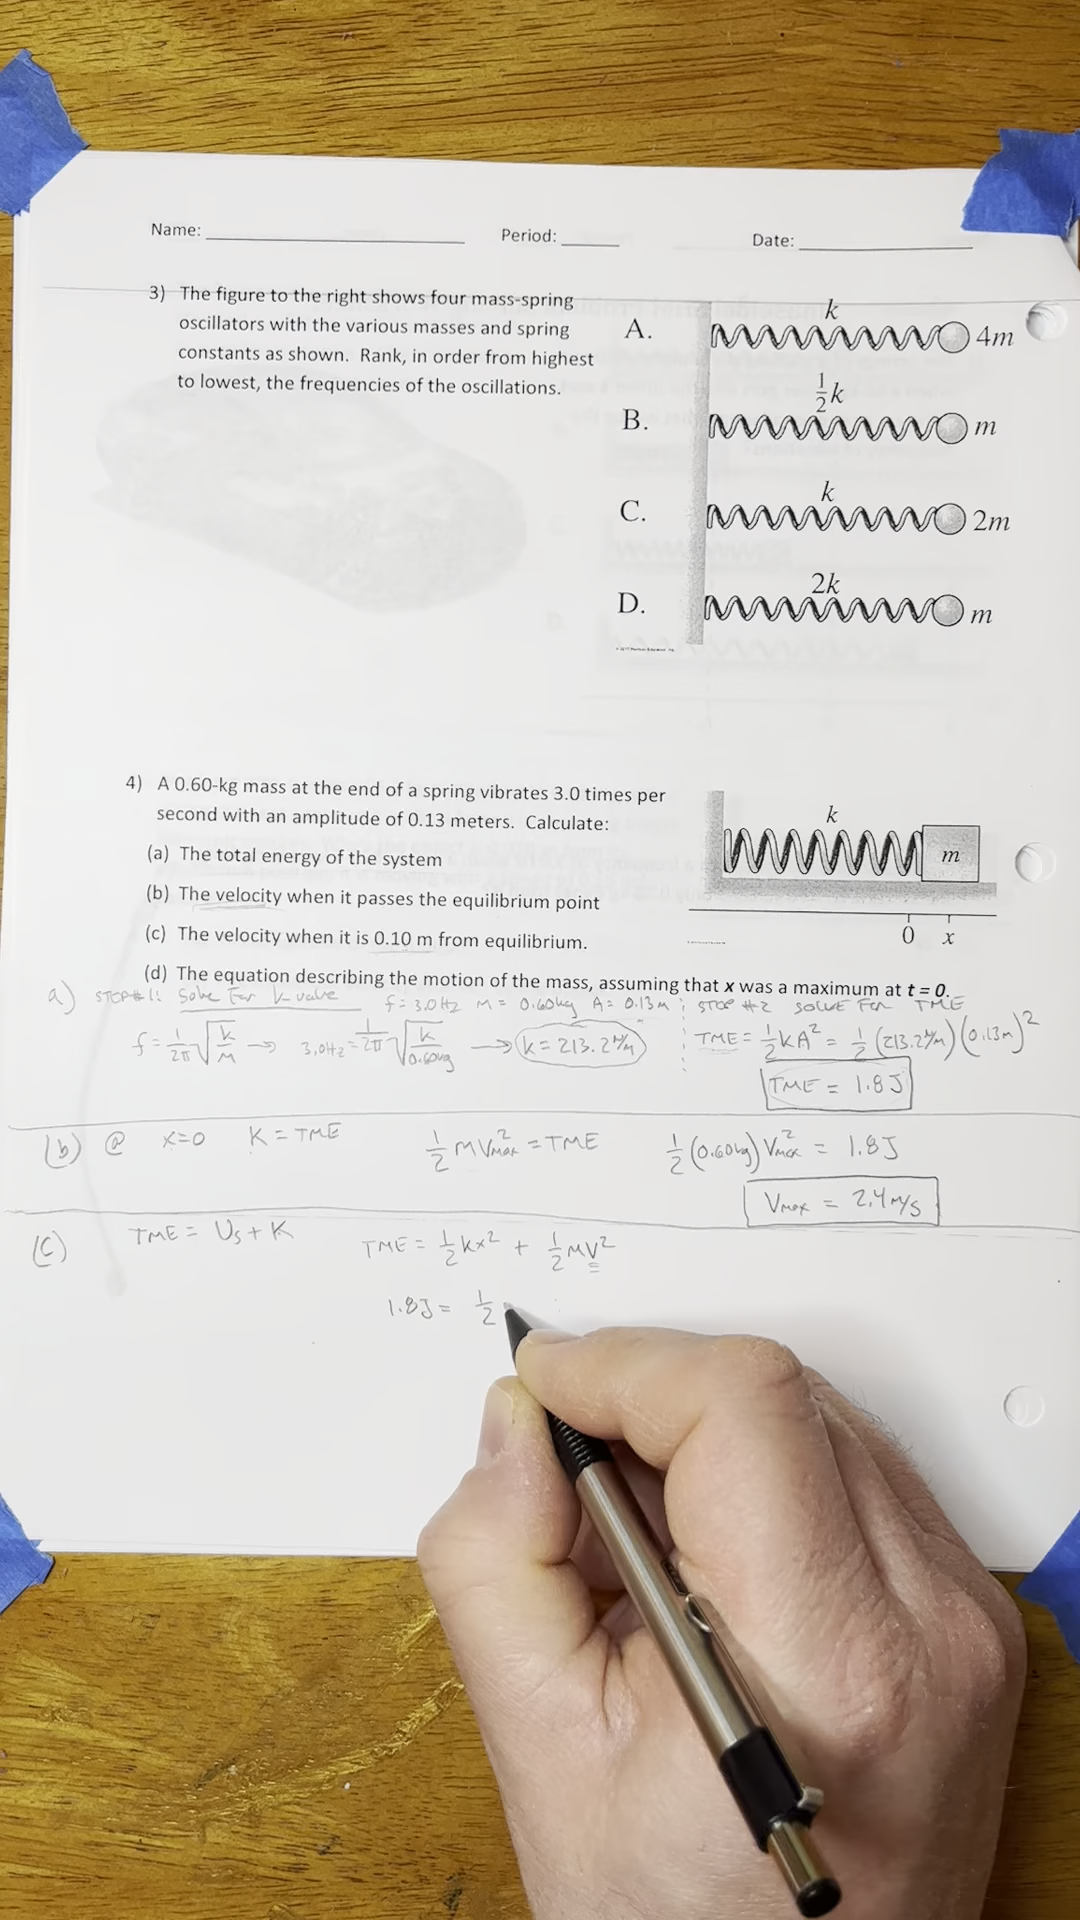 Name: Period: Date:
3) The figure to the right shows four mass-spring
oscillators with the various masses and spring
constants as shown. Rank, in order from highest
to lowest, the frequencies of the oscillations.
A. k 4m
B. ½k m
C. k 2m
D. 2k m
4) A 0.60-kg mass at the end of a spring vibrates 3.0 times per
second with an amplitude of 0.13 meters. Calculate:
(a) The total energy of the system
(b) The velocity when it passes the equilibrium point
(c) The velocity when it is 0.10 m from equilibrium.
(d) The equation describing the motion of the mass, assuming that x was a maximum at t = 0.
k
m
0 x
a) STEP #1: Solve For k value f = 3.0Hz M = 0.60kg A = 0.13m
f = 1/2π √k/M → 3.0Hz = 1/2π √k/0.60kg → k = 213.2 N/m
STEP #2 SOLVE FOR TME
TME = ½kA² = ½(213.2 N/m)(0.13m)²
TME = 1.8 J
(b) @ x=0 K = TME ½MVmax² = TME ½(0.60kg)Vmax² = 1.8J
Vmax = 2.4 m/s
(c) TME = Us + K TME = ½kx² + ½MV²
1.8J = ½